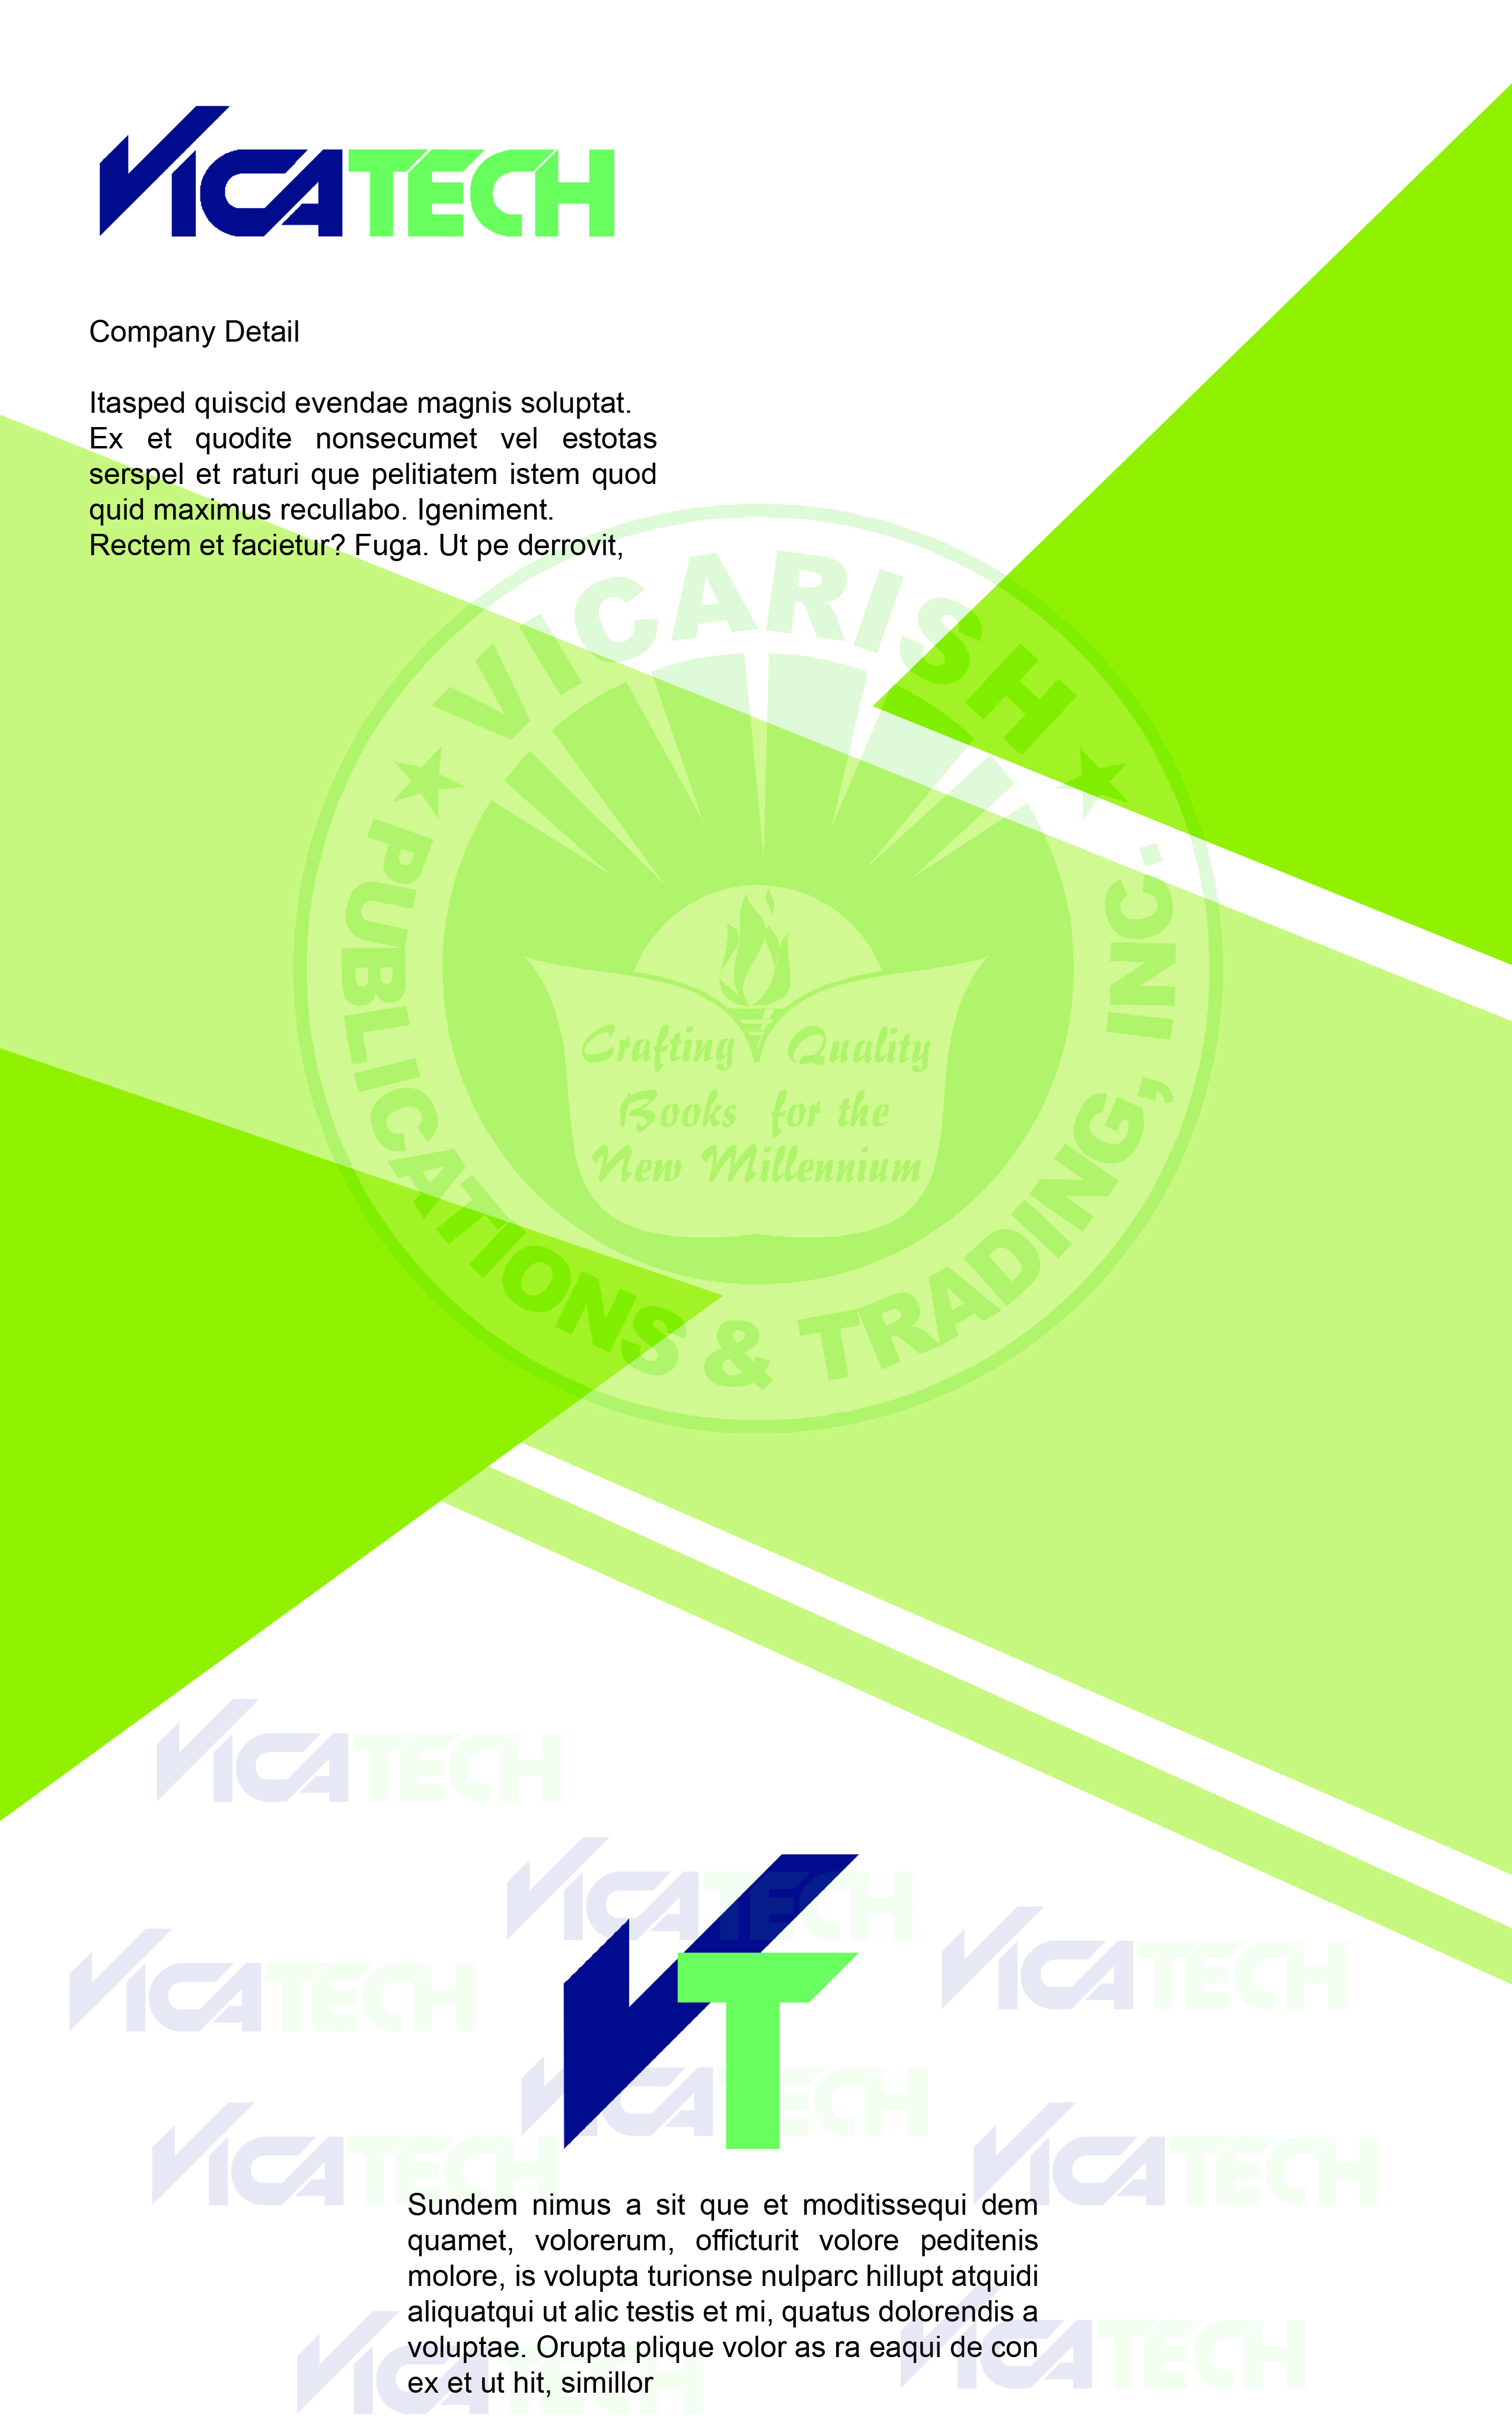 VICATECH
Company Detail
Itasped quiscid evendae magnis soluptat.
Ex et quodite nonsecumet vel estotas
serspel et raturi que pelitiatem istem quod
quid maximus recullabo. Igeniment.
Rectem et facietur? Fuga. Ut pe derrovit,
★ VICARISH ★
PUBLICATIONS & TRADING, INC.
Crafting Quality
Books for the
New Millennium
VICATECH
VICATECH
VICATECH
VICATECH
VT
VICATECH
VICATECH
VICATECH
Sundem nimus a sit que et moditissequi dem
quamet, volorerum, officturit volore peditenis
molore, is volupta turionse nulparc hillupt atquidi
aliquatqui ut alic testis et mi, quatus dolorendis a
voluptae. Orupta plique volor as ra eaqui de con
ex et ut hit, simillor
VICATECH
VICATECH